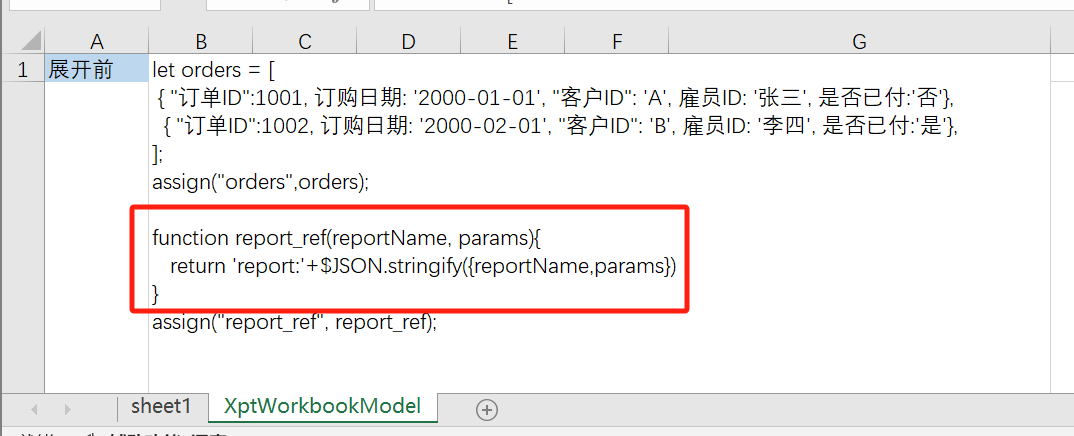 A B C D E F G
1 展开前 let orders = [
{ "订单ID":1001, 订购日期: '2000-01-01', "客户ID": 'A', 雇员ID: '张三', 是否已付:'否'},
{ "订单ID":1002, 订购日期: '2000-02-01', "客户ID": 'B', 雇员ID: '李四', 是否已付:'是'},
];
assign("orders",orders);
function report_ref(reportName, params){
return 'report:'+$JSON.stringify({reportName,params})
}
assign("report_ref", report_ref);
sheet1 XptWorkbookModel